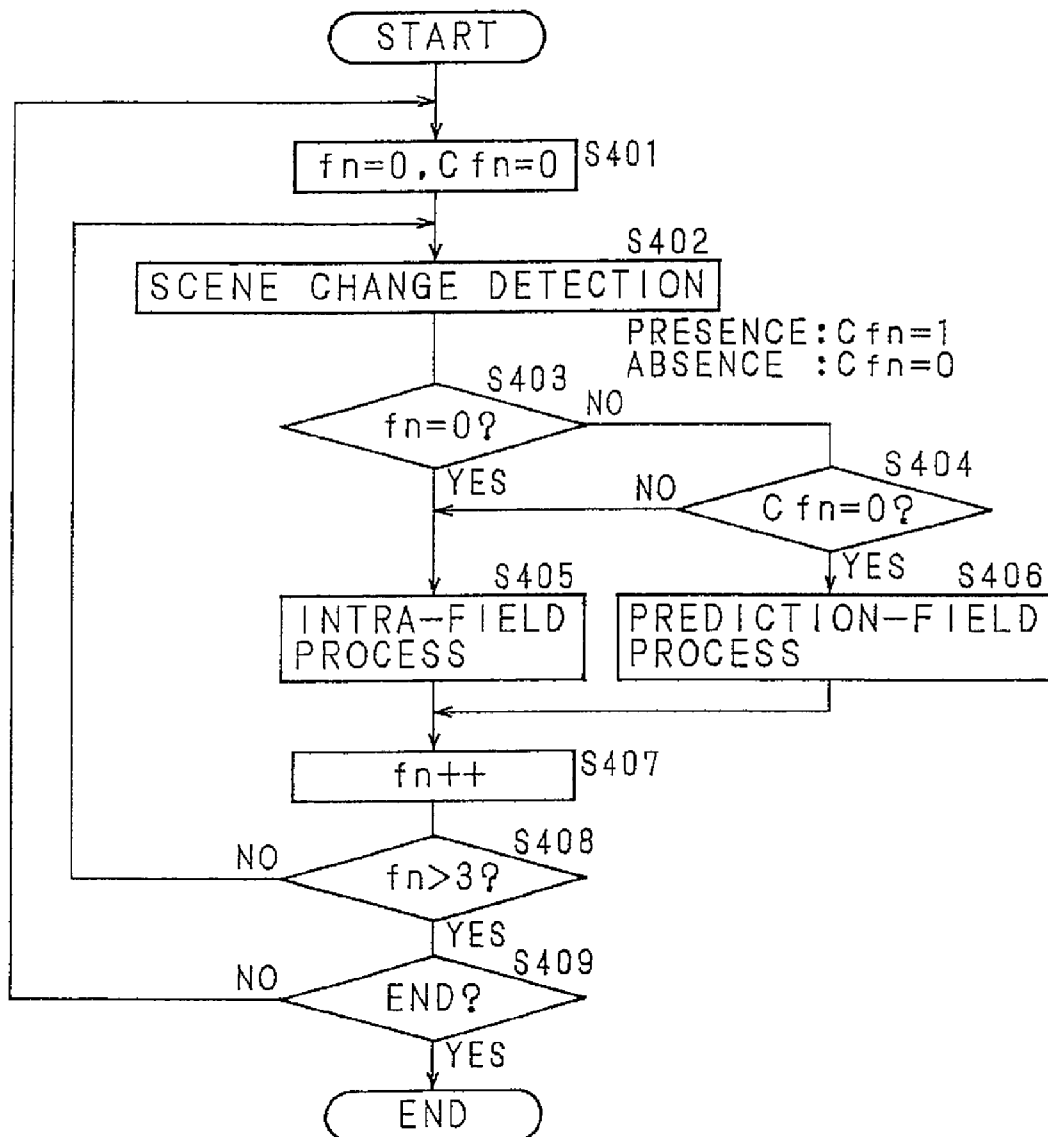 START
fn=0,Cfn=0
S401
S402
SCENE CHANGE DETECTION
PRESENCE:Cfn=1
ABSENCE :Cfn=0
S403
fn=0?
NO
S404
YES
NO
Cfn=0?
YES
S405
S406
INTRA-FIELD
PROCESS
PREDICTION-FIELD
PROCESS
fn++
S407
S408
NO
fn>3?
YES
S409
NO
END?
YES
END